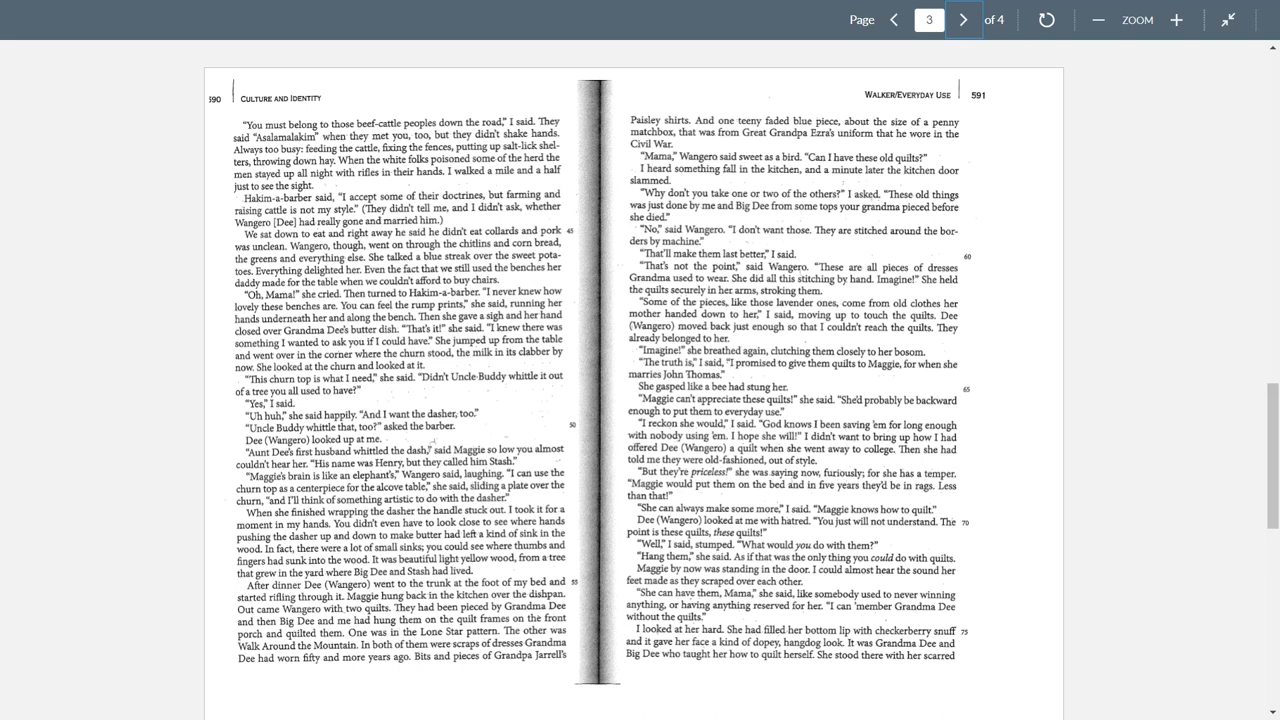 Page 3 of 4 ZOOM
590 CULTURE AND IDENTITY
“You must belong to those beef-cattle peoples down the road,” I said. They
said “Asalamalakim” when they met you, too, but they didn’t shake hands.
Always too busy: feeding the cattle, fixing the fences, putting up salt-lick shel-
ters, throwing down hay. When the white folks poisoned some of the herd the
men stayed up all night with rifles in their hands. I walked a mile and a half
just to see the sight.
Hakim-a-barber said, “I accept some of their doctrines, but farming and
raising cattle is not my style.” (They didn’t tell me, and I didn’t ask, whether
Wangero [Dee] had really gone and married him.)
We sat down to eat and right away he said he didn’t eat collards and pork 45
was unclean. Wangero, though, went on through the chitlins and corn bread,
the greens and everything else. She talked a blue streak over the sweet pota-
toes. Everything delighted her. Even the fact that we still used the benches her
daddy made for the table when we couldn’t afford to buy chairs.
“Oh, Mama!” she cried. Then turned to Hakim-a-barber. “I never knew how
lovely these benches are. You can feel the rump prints,” she said, running her
hands underneath her and along the bench. Then she gave a sigh and her hand
closed over Grandma Dee’s butter dish. “That’s it!” she said. “I knew there was
something I wanted to ask you if I could have.” She jumped up from the table
and went over in the corner where the churn stood, the milk in its clabber by
now. She looked at the churn and looked at it.
“This churn top is what I need,” she said. “Didn’t Uncle Buddy whittle it out
of a tree you all used to have?”
“Yes,” I said.
“Uh huh,” she said happily. “And I want the dasher, too.”
“Uncle Buddy whittle that, too?” asked the barber. 50
Dee (Wangero) looked up at me.
“Aunt Dee’s first husband whittled the dash,” said Maggie so low you almost
couldn’t hear her. “His name was Henry, but they called him Stash.”
“Maggie’s brain is like an elephant’s,” Wangero said, laughing. “I can use the
churn top as a centerpiece for the alcove table,” she said, sliding a plate over the
churn, “and I’ll think of something artistic to do with the dasher.”
When she finished wrapping the dasher the handle stuck out. I took it for a
moment in my hands. You didn’t even have to look close to see where hands
pushing the dasher up and down to make butter had left a kind of sink in the
wood. In fact, there were a lot of small sinks; you could see where thumbs and
fingers had sunk into the wood. It was beautiful light yellow wood, from a tree
that grew in the yard where Big Dee and Stash had lived.
After dinner Dee (Wangero) went to the trunk at the foot of my bed and 55
started rifling through it. Maggie hung back in the kitchen over the dishpan.
Out came Wangero with two quilts. They had been pieced by Grandma Dee
and then Big Dee and me had hung them on the quilt frames on the front
porch and quilted them. One was in the Lone Star pattern. The other was
Walk Around the Mountain. In both of them were scraps of dresses Grandma
Dee had worn fifty and more years ago. Bits and pieces of Grandpa Jarrell’s
WALKER/EVERYDAY USE 591
Paisley shirts. And one teeny faded blue piece, about the size of a penny
matchbox, that was from Great Grandpa Ezra’s uniform that he wore in the
Civil War.
“Mama,” Wangero said sweet as a bird. “Can I have these old quilts?”
I heard something fall in the kitchen, and a minute later the kitchen door
slammed.
“Why don’t you take one or two of the others?” I asked. “These old things
was just done by me and Big Dee from some tops your grandma pieced before
she died.”
“No,” said Wangero. “I don’t want those. They are stitched around the bor-
ders by machine.”
“That’ll make them last better,” I said. 60
“That’s not the point,” said Wangero. “These are all pieces of dresses
Grandma used to wear. She did all this stitching by hand. Imagine!” She held
the quilts securely in her arms, stroking them.
“Some of the pieces, like those lavender ones, come from old clothes her
mother handed down to her,” I said, moving up to touch the quilts. Dee
(Wangero) moved back just enough so that I couldn’t reach the quilts. They
already belonged to her.
“Imagine!” she breathed again, clutching them closely to her bosom.
“The truth is,” I said, “I promised to give them quilts to Maggie, for when she
marries John Thomas.”
She gasped like a bee had stung her. 65
“Maggie can’t appreciate these quilts!” she said. “She’d probably be backward
enough to put them to everyday use.”
“I reckon she would,” I said. “God knows I been saving ’em for long enough
with nobody using ’em. I hope she will!” I didn’t want to bring up how I had
offered Dee (Wangero) a quilt when she went away to college. Then she had
told me they were old-fashioned, out of style.
“But they’re priceless!” she was saying now, furiously; for she has a temper.
“Maggie would put them on the bed and in five years they’d be in rags. Less
than that!”
“She can always make some more,” I said. “Maggie knows how to quilt.”
Dee (Wangero) looked at me with hatred. “You just will not understand. The 70
point is these quilts, these quilts!”
“Well,” I said, stumped. “What would you do with them?”
“Hang them,” she said. As if that was the only thing you could do with quilts.
Maggie by now was standing in the door. I could almost hear the sound her
feet made as they scraped over each other.
“She can have them, Mama,” she said, like somebody used to never winning
anything, or having anything reserved for her. “I can ’member Grandma Dee
without the quilts.”
I looked at her hard. She had filled her bottom lip with checkerberry snuff 75
and it gave her face a kind of dopey, hangdog look. It was Grandma Dee and
Big Dee who taught her how to quilt herself. She stood there with her scarred